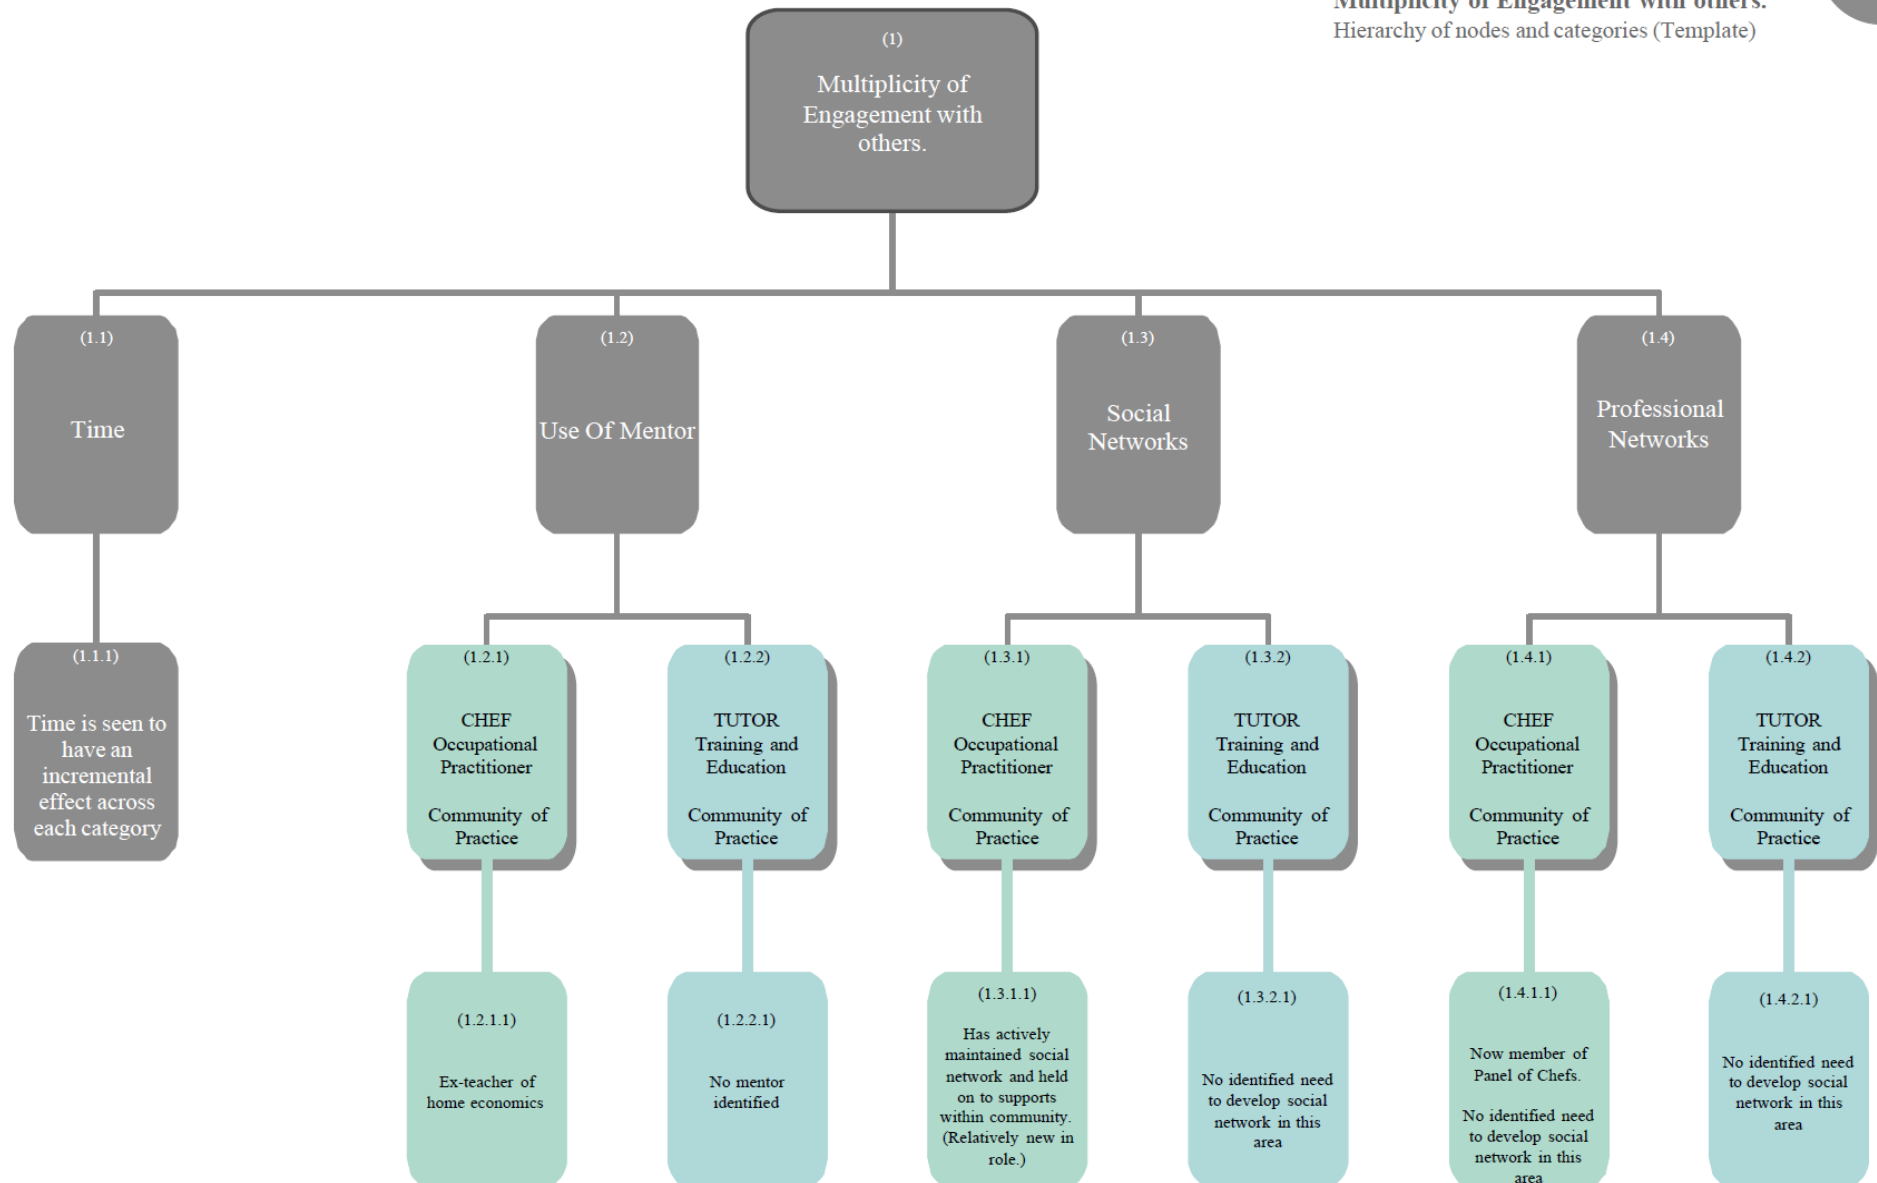 Multiplicity of Engagement with others.
Hierarchy of nodes and categories (Template)
(1)
Multiplicity of
Engagement with
others.
(1.1)
Time
(1.2)
Use Of Mentor
(1.3)
Social
Networks
(1.4)
Professional
Networks
(1.1.1)
Time is seen to
have an
incremental
effect across
each category
(1.2.1)
CHEF
Occupational
Practitioner
Community of
Practice
(1.2.2)
TUTOR
Training and
Education
Community of
Practice
(1.3.1)
CHEF
Occupational
Practitioner
Community of
Practice
(1.3.2)
TUTOR
Training and
Education
Community of
Practice
(1.4.1)
CHEF
Occupational
Practitioner
Community of
Practice
(1.4.2)
TUTOR
Training and
Education
Community of
Practice
(1.2.1.1)
Ex-teacher of
home economics
(1.2.2.1)
No mentor
identified
(1.3.1.1)
Has actively
maintained social
network and held
on to supports
within community.
(Relatively new in
role.)
(1.3.2.1)
No identified need
to develop social
network in this
area
(1.4.1.1)
Now member of
Panel of Chefs.
No identified need
to develop social
network in this
area
(1.4.2.1)
No identified need
to develop social
network in this
area